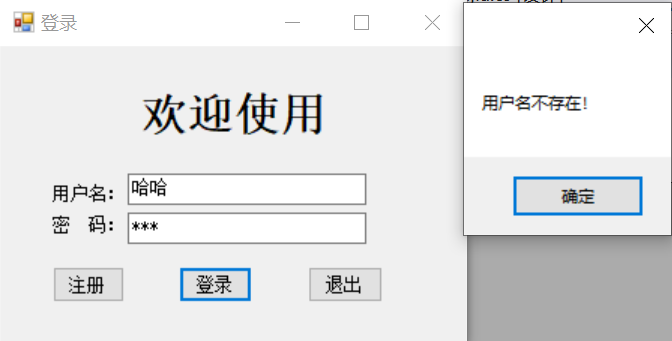 登录
欢迎使用
用户名：哈哈
密 码：***
注册 登录 退出
用户名不存在！
确定